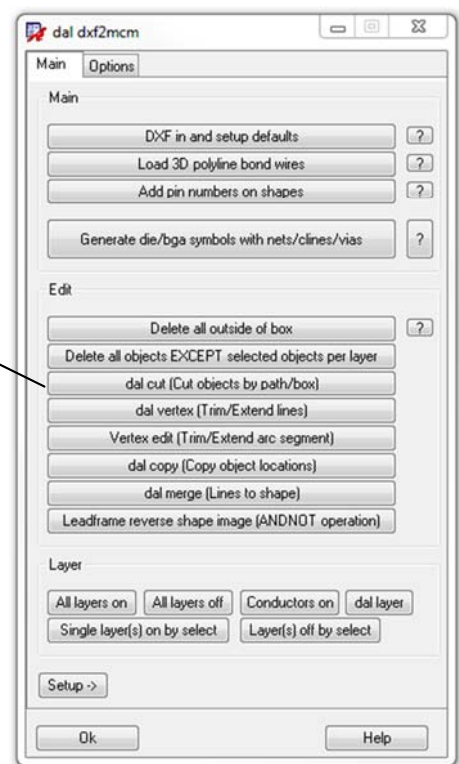 dal dxf2mcm
Main Options
Main
DXF in and setup defaults ?
Load 3D polyline bond wires ?
Add pin numbers on shapes ?
Generate die/bga symbols with nets/clines/vias ?
Edit
Delete all outside of box ?
Delete all objects EXCEPT selected objects per layer
dal cut (Cut objects by path/box)
dal vertex (Trim/Extend lines)
Vertex edit (Trim/Extend arc segment)
dal copy (Copy object locations)
dal merge (Lines to shape)
Leadframe reverse shape image (ANDNOT operation)
Layer
All layers on All layers off Conductors on dal layer
Single layer(s) on by select Layer(s) off by select
Setup ->
Ok Help